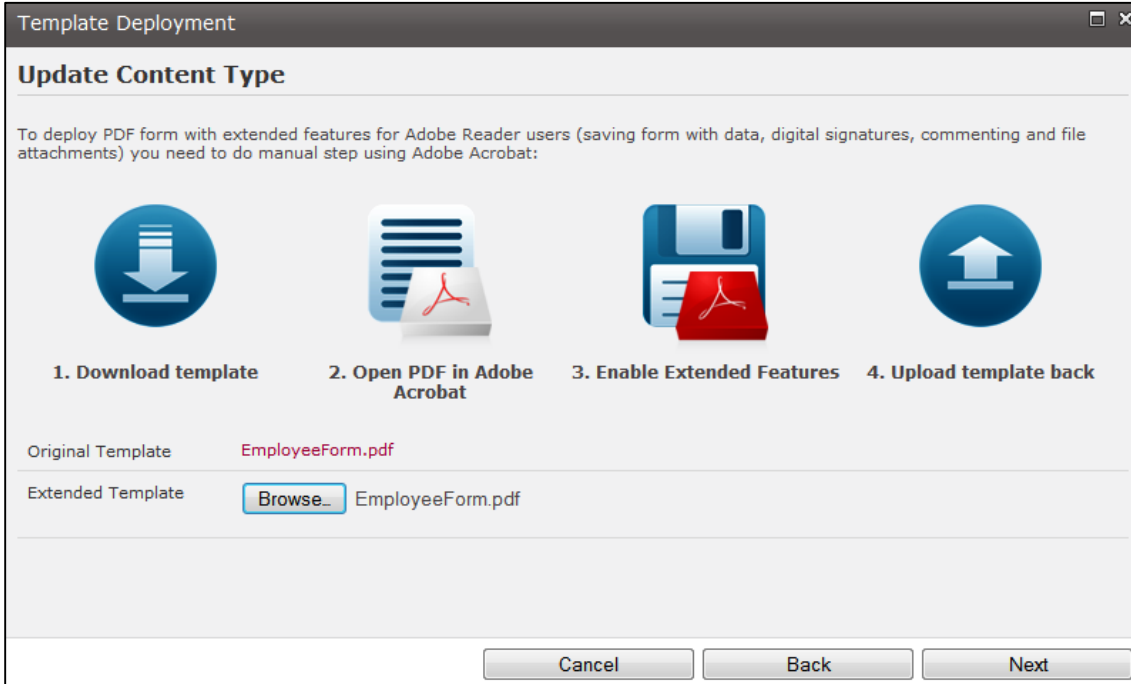 Template Deployment
Update Content Type
To deploy PDF form with extended features for Adobe Reader users (saving form with data, digital signatures, commenting and file
attachments) you need to do manual step using Adobe Acrobat:
1. Download template
2. Open PDF in Adobe
Acrobat
3. Enable Extended Features
4. Upload template back
Original Template
EmployeeForm.pdf
Extended Template
Browse...
EmployeeForm.pdf
Cancel
Back
Next